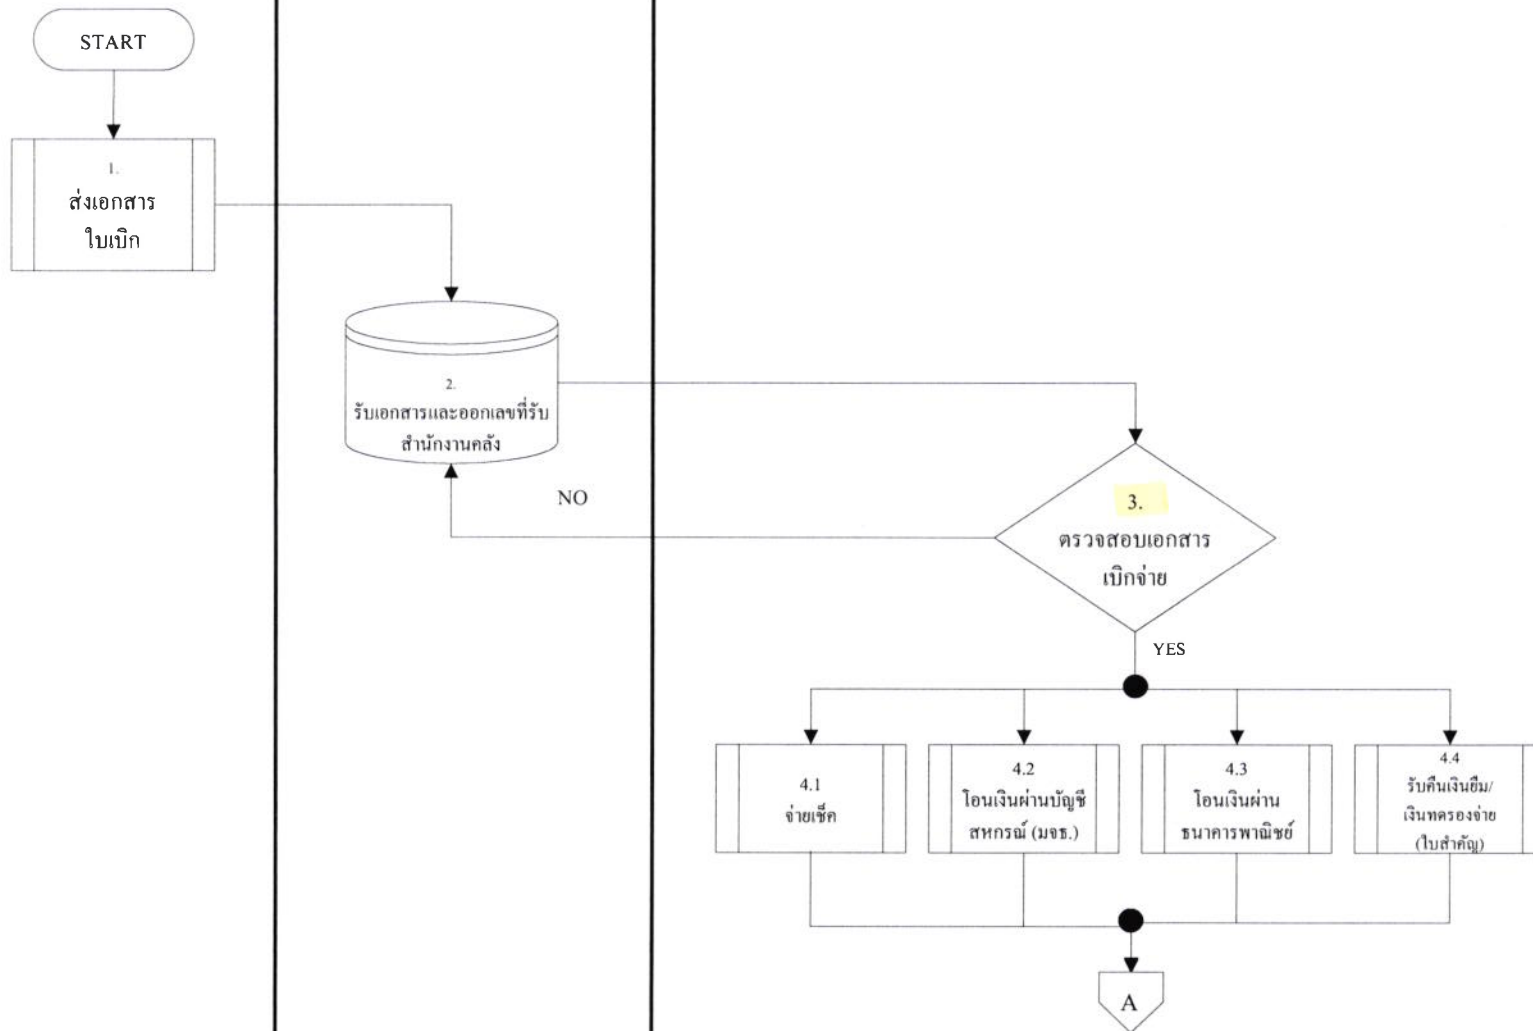 START
1.
ส่งเอกสาร
ใบเบิก
2.
รับเอกสารและออกเลขที่รับ
สำนักงานคลัง
NO
3.
ตรวจสอบเอกสาร
เบิกจ่าย
YES
4.1
จ่ายเช็ค
4.2
โอนเงินผ่านบัญชี
สหกรณ์ (มจธ.)
4.3
โอนเงินผ่าน
ธนาคารพาณิชย์
4.4
รับคืนเงินยืม/
เงินทดรองจ่าย
(ใบสำคัญ)
A